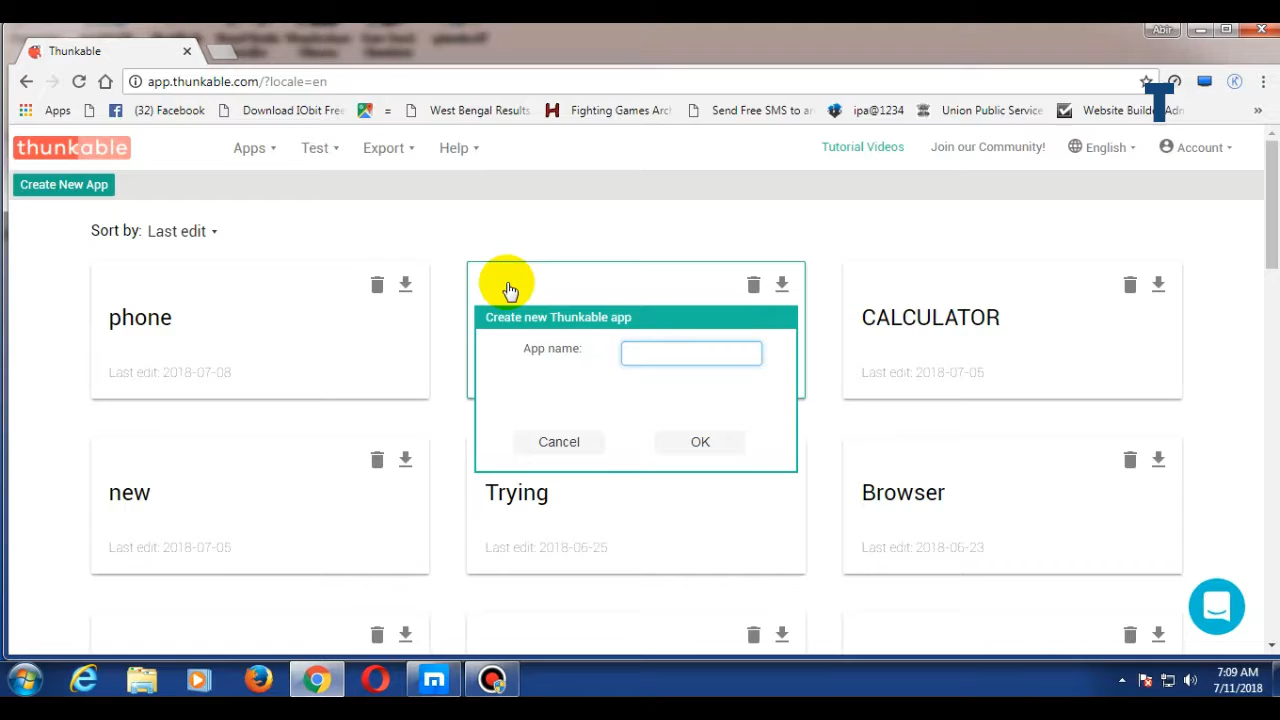 Abir
Thunkable
app.thunkable.com/?locale=en
Apps
(32) Facebook
Download IObit Free
=
West Bengal Results
Fighting Games Arc
Send Free SMS to a
ipa@1234
Union Public Service
Website Build
T
thunkable
Apps
Test
Export
Help
Tutorial Videos
Join our Community!
English
Account
Create New App
Sort by: Last edit
phone
Last edit: 2018-07-08
Create new Thunkable app
App name:
Cancel
OK
CALCULATOR
Last edit: 2018-07-05
new
Last edit: 2018-07-05
Trying
Last edit: 2018-06-25
Browser
Last edit: 2018-06-23
7:09 AM
7/11/2018